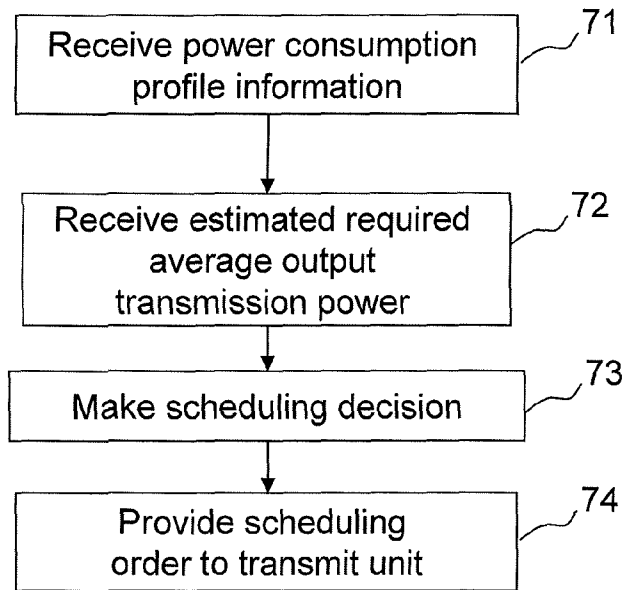 Receive power consumption
profile information
71
Receive estimated required
average output
transmission power
72
Make scheduling decision
73
Provide scheduling
order to transmit unit
74